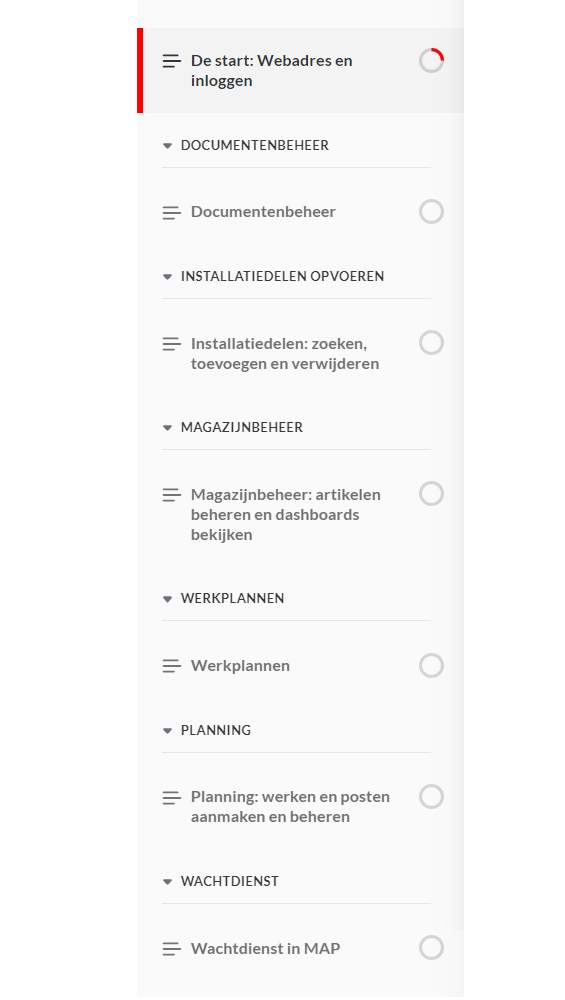 De start: Webadres en
inloggen
DOCUMENTENBEHEER
Documentenbeheer
INSTALLATIEDELEN OPVOEREN
Installatiedelen: zoeken,
toevoegen en verwijderen
MAGAZIJNBEHEER
Magazijnbeheer: artikelen
beheren en dashboards
bekijken
WERKPLANNEN
Werkplannen
PLANNING
Planning: werken en posten
aanmaken en beheren
WACHTDIENST
Wachtdienst in MAP